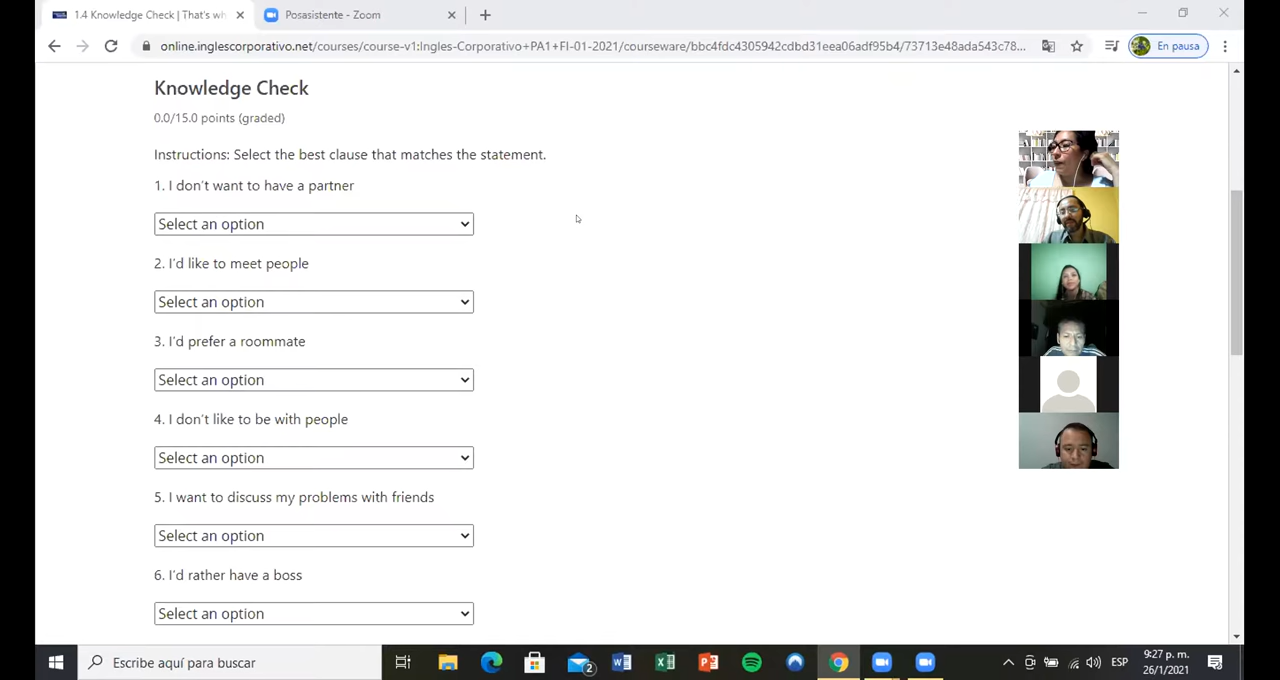 1.4 Knowledge Check | That's wh
Posasistente - Zoom
online.inglescorporativo.net/courses/course-v1:Ingles-Corporativo+PA1+FI-01-2021/courseware/bbc4fdc4305942cdbd31eea06adf95b4/73713e48ada543c78...
En pausa
Knowledge Check
0.0/15.0 points (graded)
Instructions: Select the best clause that matches the statement.
1. I don't want to have a partner
Select an option
2. I'd like to meet people
Select an option
3. I'd prefer a roommate
Select an option
4. I don't like to be with people
Select an option
5. I want to discuss my problems with friends
Select an option
6. I'd rather have a boss
Select an option
Escribe aquí para buscar
2
ESP
9:27 p. m.
26/1/2021